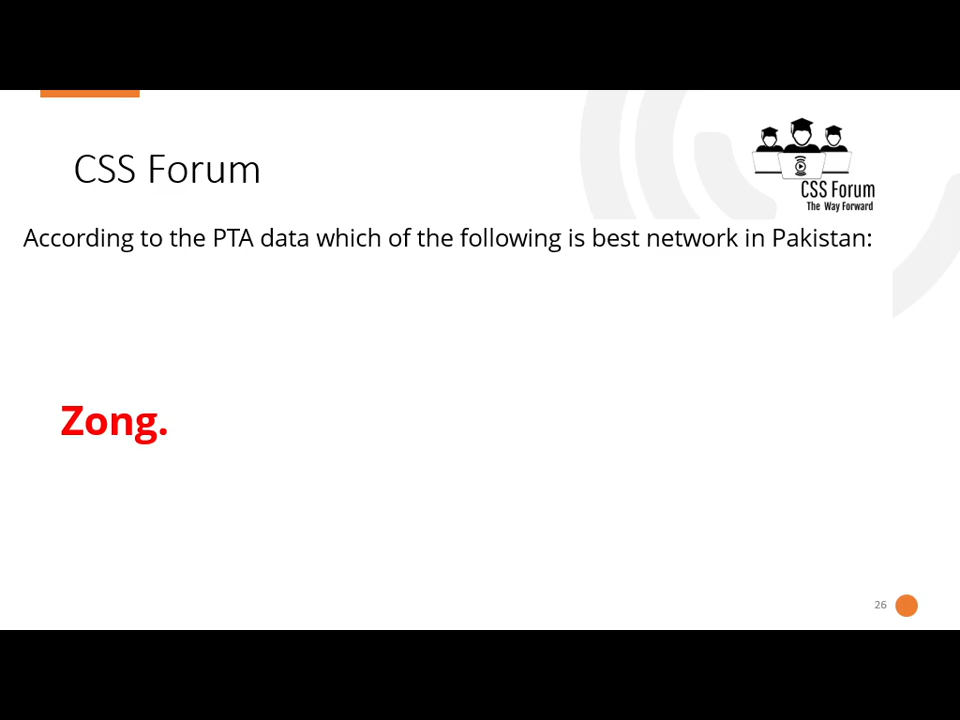 CSS Forum
CSS Forum
The Way Forward
According to the PTA data which of the following is best network in Pakistan:
Zong.
26